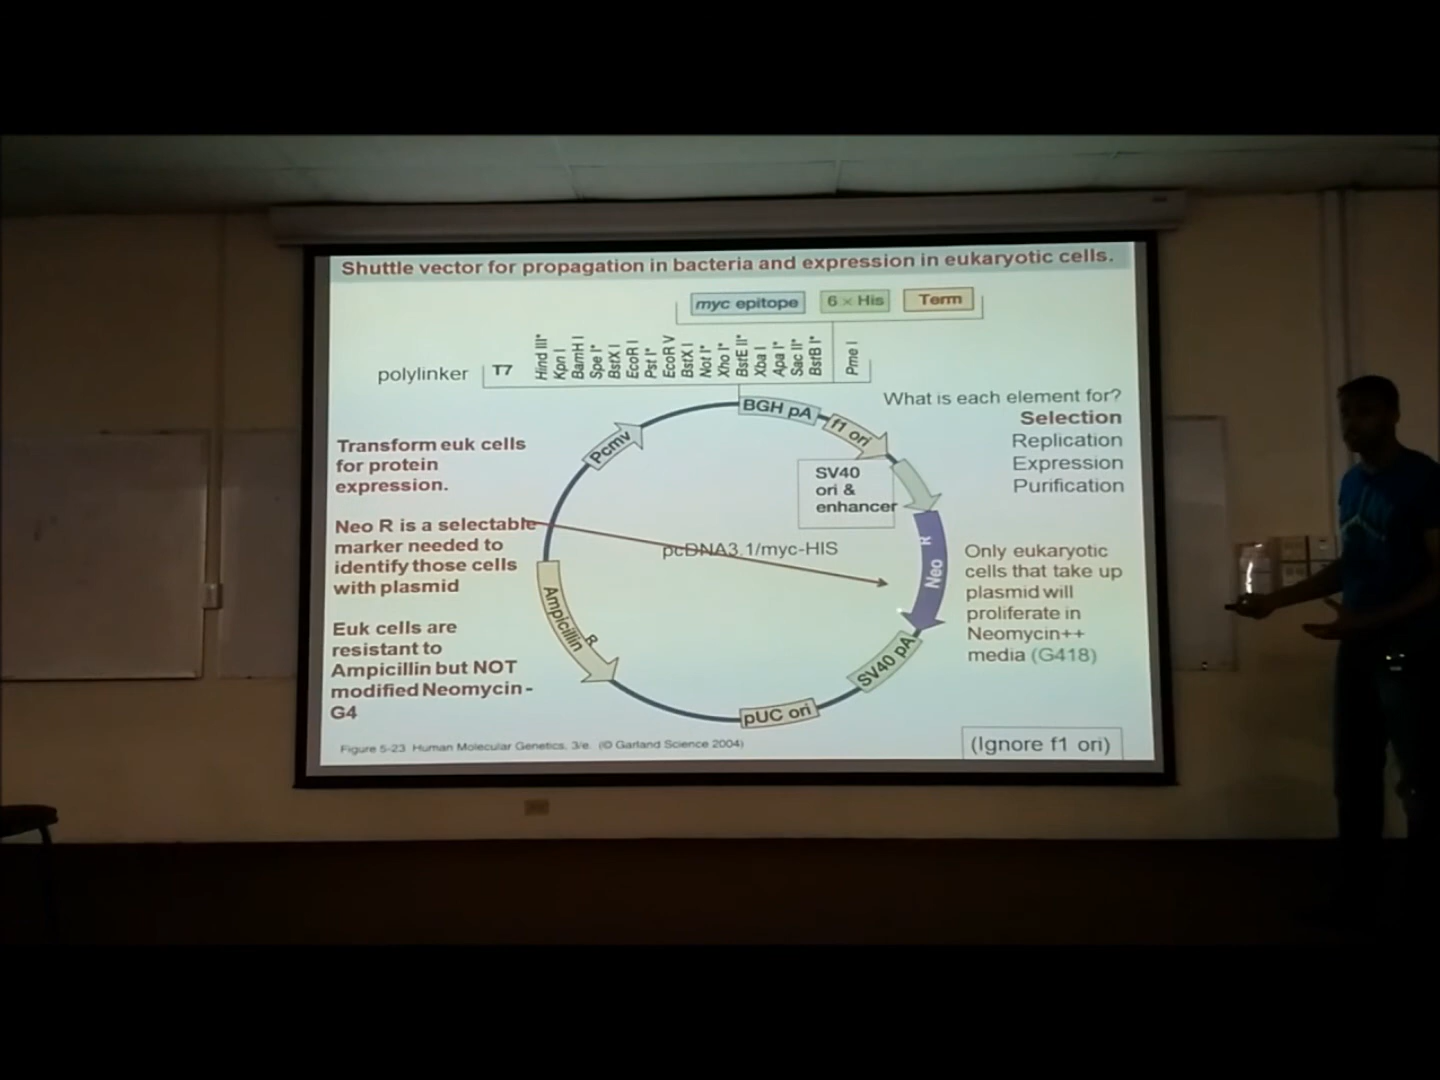 Shuttle vector for propagation in bacteria and expression in eukaryotic cells.
myc epitope
6 × His
Term
polylinker
T7
Hind III*
Kpn I
BamH I
Spe I*
BstX I
EcoR I
Pst I*
EcoR V
BstX I
Not I*
Xho I*
BstE II*
Xba I
Apa I*
Sac II*
BstB I*
Pme I
What is each element for?
Selection
Replication
Expression
Purification
Transform euk cells
for protein
expression.
Neo R is a selectable
marker needed to
identify those cells
with plasmid
Euk cells are
resistant to
Ampicillin but NOT
modified Neomycin-
G4
Pcmv
BGH pA
f1 ori
SV40
ori &
enhancer
pcDNA3.1/myc-HIS
Neo R
SV40 pA
pUC ori
Ampicillin R
Only eukaryotic
cells that take up
plasmid will
proliferate in
Neomycin++
media (G418)
Figure 5-23 Human Molecular Genetics, 3/e. (© Garland Science 2004)
(Ignore f1 ori)